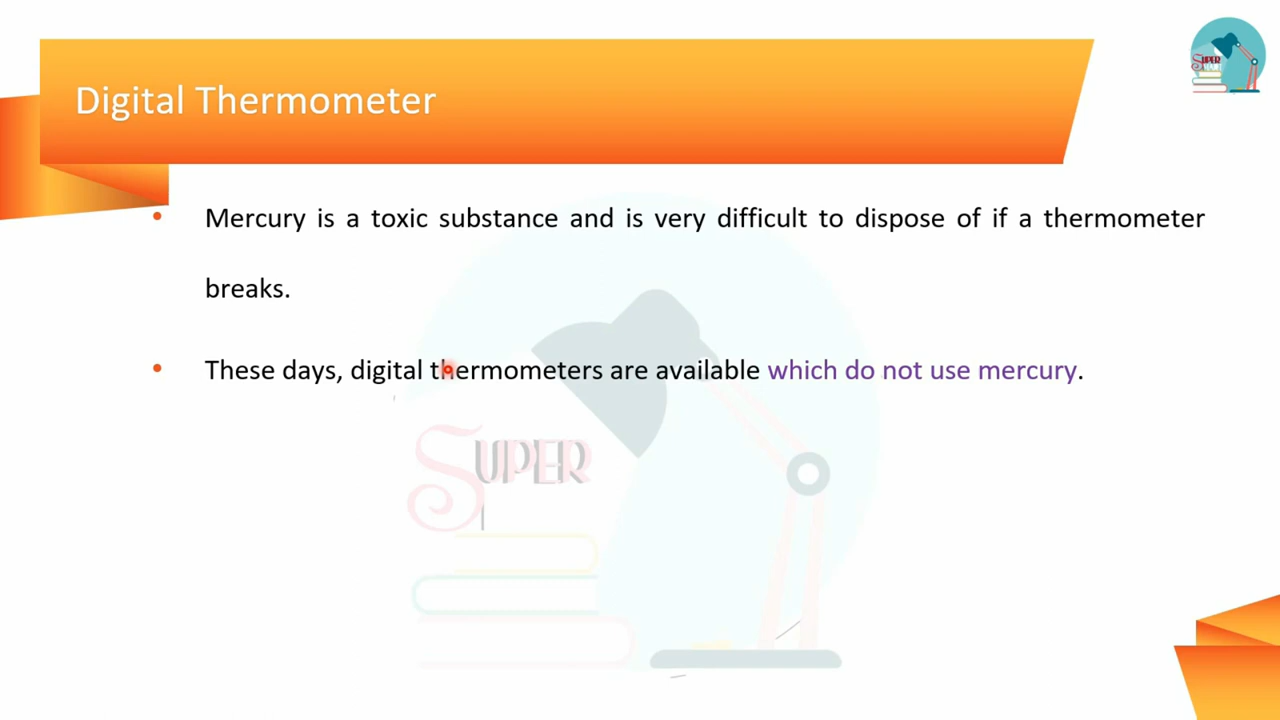 Digital Thermometer
SUPER
• Mercury is a toxic substance and is very difficult to dispose of if a thermometer
breaks.
• These days, digital thermometers are available which do not use mercury.
SUPER